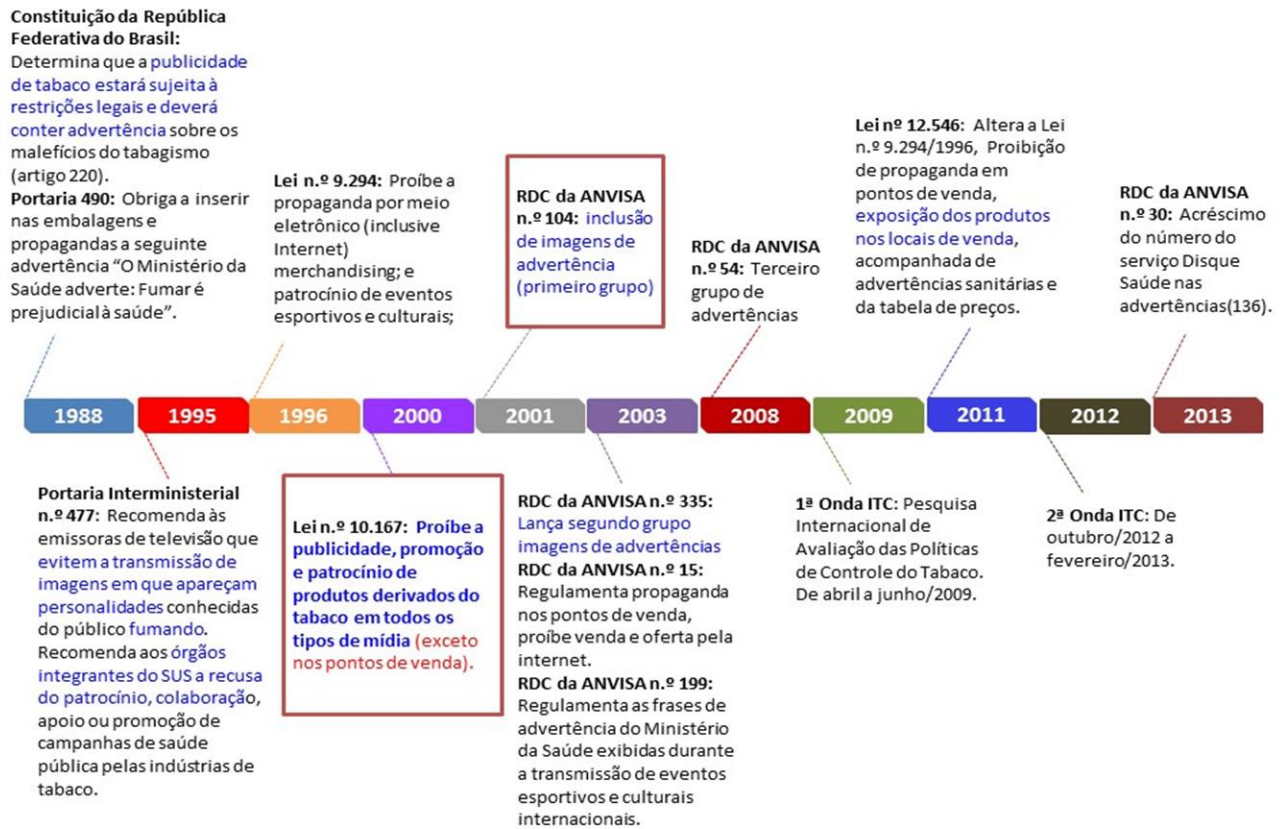 Constituição da República
Federativa do Brasil:
Determina que a publicidade
de tabaco estará sujeita à
restrições legais e deverá
conter advertência sobre os
malefícios do tabagismo
(artigo 220).
Portaria 490: Obriga a inserir
nas embalagens e
propagandas a seguinte
advertência “O Ministério da
Saúde adverte: Fumar é
prejudicial à saúde”.
Lei n.º 9.294: Proíbe a
propaganda por meio
eletrônico (inclusive
Internet)
merchandising; e
patrocínio de eventos
esportivos e culturais;
RDC da ANVISA
n.º 104: inclusão
de imagens de
advertência
(primeiro grupo)
RDC da ANVISA
n.º 54: Terceiro
grupo de
advertências
Lei nº 12.546: Altera a Lei
n.º 9.294/1996, Proibição
de propaganda em
pontos de venda,
exposição dos produtos
nos locais de venda,
acompanhada de
advertências sanitárias e
da tabela de preços.
RDC da ANVISA
n.º 30: Acréscimo
do número do
serviço Disque
Saúde nas
advertências(136).
1988 1995 1996 2000 2001 2003 2008 2009 2011 2012 2013
Portaria Interministerial
n.º 477: Recomenda às
emissoras de televisão que
evitem a transmissão de
imagens em que apareçam
personalidades conhecidas
do público fumando.
Recomenda aos órgãos
integrantes do SUS a recusa
do patrocínio, colaboração,
apoio ou promoção de
campanhas de saúde
pública pelas indústrias de
tabaco.
Lei n.º 10.167: Proíbe a
publicidade, promoção
e patrocínio de
produtos derivados do
tabaco em todos os
tipos de mídia (exceto
nos pontos de venda).
RDC da ANVISA n.º 335:
Lança segundo grupo
imagens de advertências
RDC da ANVISA n.º 15:
Regulamenta propaganda
nos pontos de venda,
proíbe venda e oferta pela
internet.
RDC da ANVISA n.º 199:
Regulamenta as frases de
advertência do Ministério
da Saúde exibidas durante
a transmissão de eventos
esportivos e culturais
internacionais.
1ª Onda ITC: Pesquisa
Internacional de
Avaliação das Políticas
de Controle do Tabaco.
De abril a junho/2009.
2ª Onda ITC: De
outubro/2012 a
fevereiro/2013.